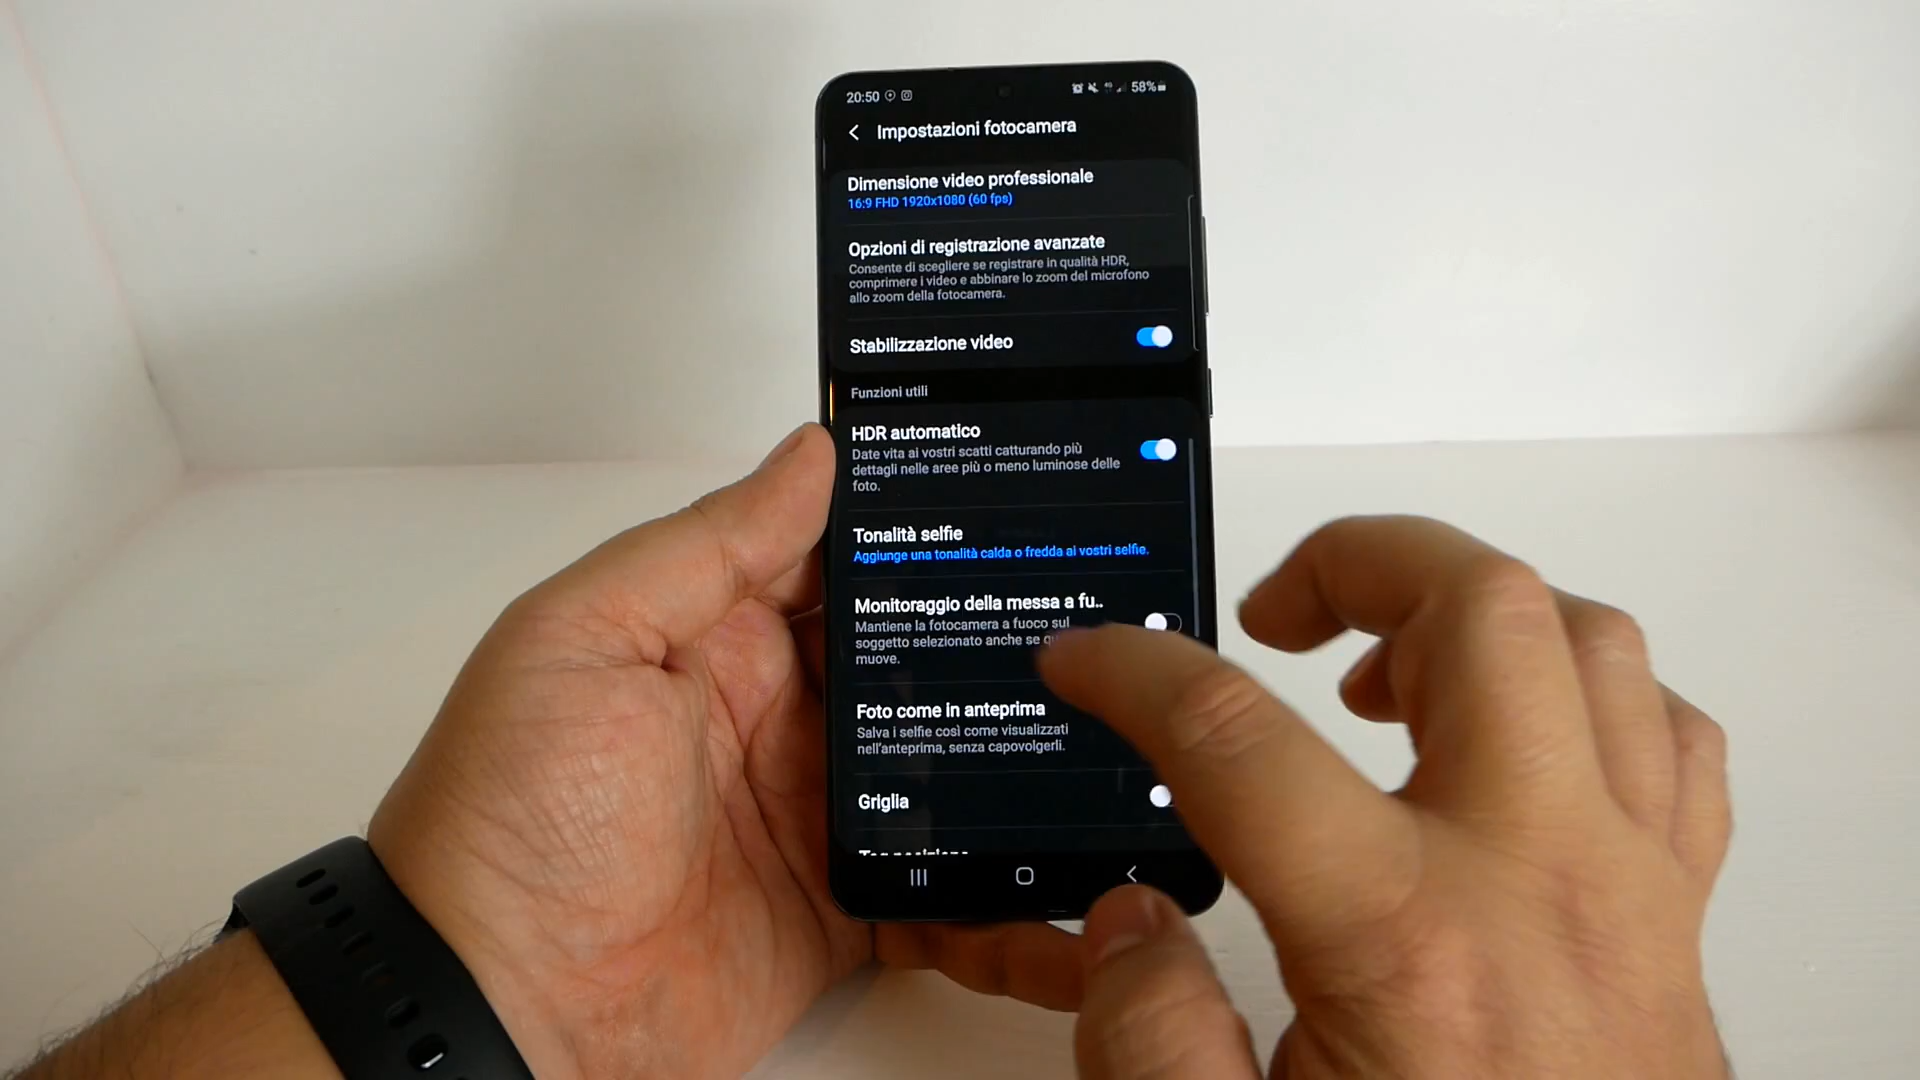 20:50
58%
Impostazioni fotocamera
Dimensione video professionale
16:9 FHD 1920x1080 (60 fps)
Opzioni di registrazione avanzate
Consente di scegliere se registrare in qualità HDR,
comprimere i video e abbinare lo zoom del microfono
allo zoom della fotocamera.
Stabilizzazione video
Funzioni utili
HDR automatico
Date vita ai vostri scatti catturando più
dettagli nelle aree più o meno luminose delle
foto.
Tonalità selfie
Aggiunge una tonalità calda o fredda ai vostri selfie.
Monitoraggio della messa a fu..
Mantiene la fotocamera a fuoco sul
soggetto selezionato anche se
muove.
Foto come in anteprima
Salva i selfie così come visualizzati
nell'anteprima, senza capovolgerli.
Griglia